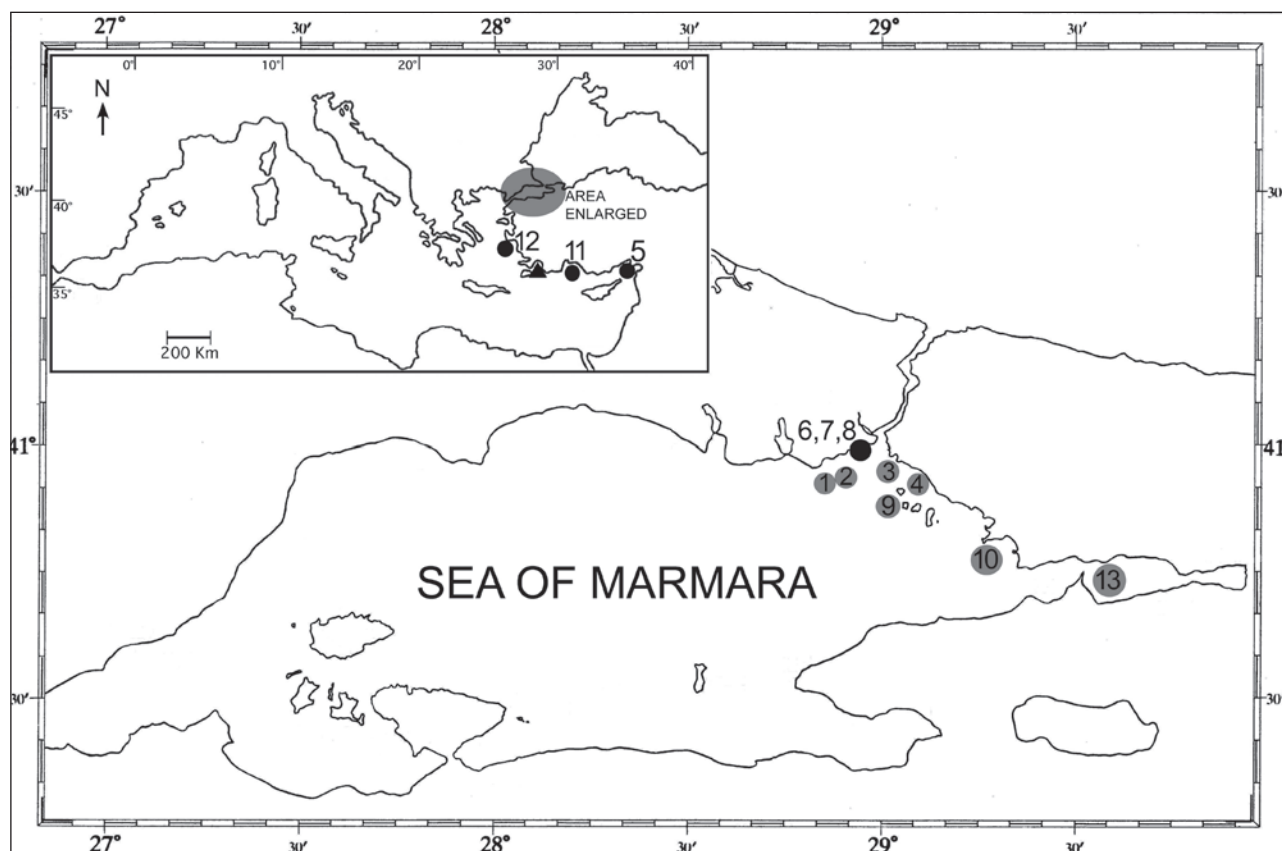 27° 30′ 28° 30′ 29° 30′
0° 10° 20° 30° 40°
N
45°
30′ 40° AREA 30′
ENLARGED
12 11 5
35°
200 Km
41° 6,7,8 41°
1 2 3 4
9
10
SEA OF MARMARA 13
30′ 30′
27° 30′ 28° 30′ 29° 30′